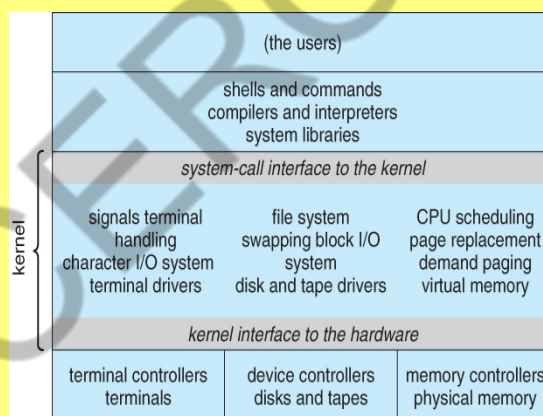 (the users)
shells and commands
compilers and interpreters
system libraries
system-call interface to the kernel
kernel
signals terminal
handling
character I/O system
terminal drivers
file system
swapping block I/O
system
disk and tape drivers
CPU scheduling
page replacement
demand paging
virtual memory
kernel interface to the hardware
terminal controllers
terminals
device controllers
disks and tapes
memory controllers
physical memory